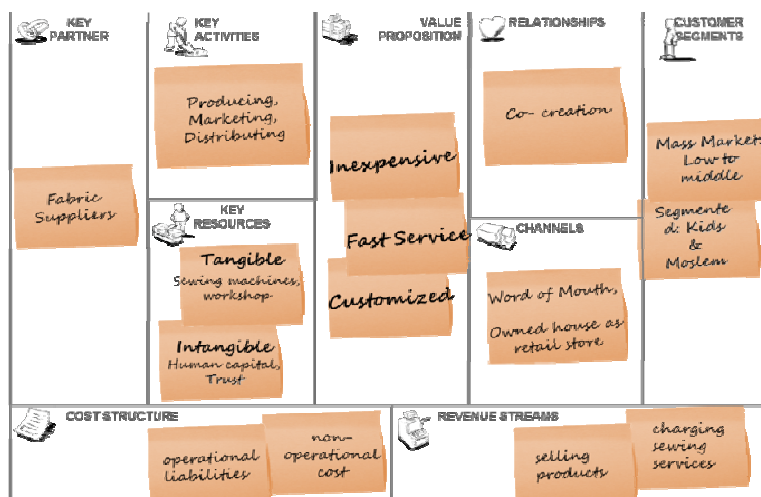 KEY
PARTNER
Fabric
Suppliers
KEY
ACTIVITIES
Producing,
Marketing,
Distributing
KEY
RESOURCES
Tangible
Sewing machines,
workshop
Intangible
Human capital,
Trust
VALUE
PROPOSITION
Inexpensive
Fast Service
Customized
RELATIONSHIPS
Co- creation
CHANNELS
Word of Mouth,
Owned house as
retail store
CUSTOMER
SEGMENTS
Mass Market:
Low to
middle
Segmente
d: Kids
&
Moslem
COST STRUCTURE
operational
liabilities
non-
operational
cost
REVENUE STREAMS
selling
products
charging
sewing
services